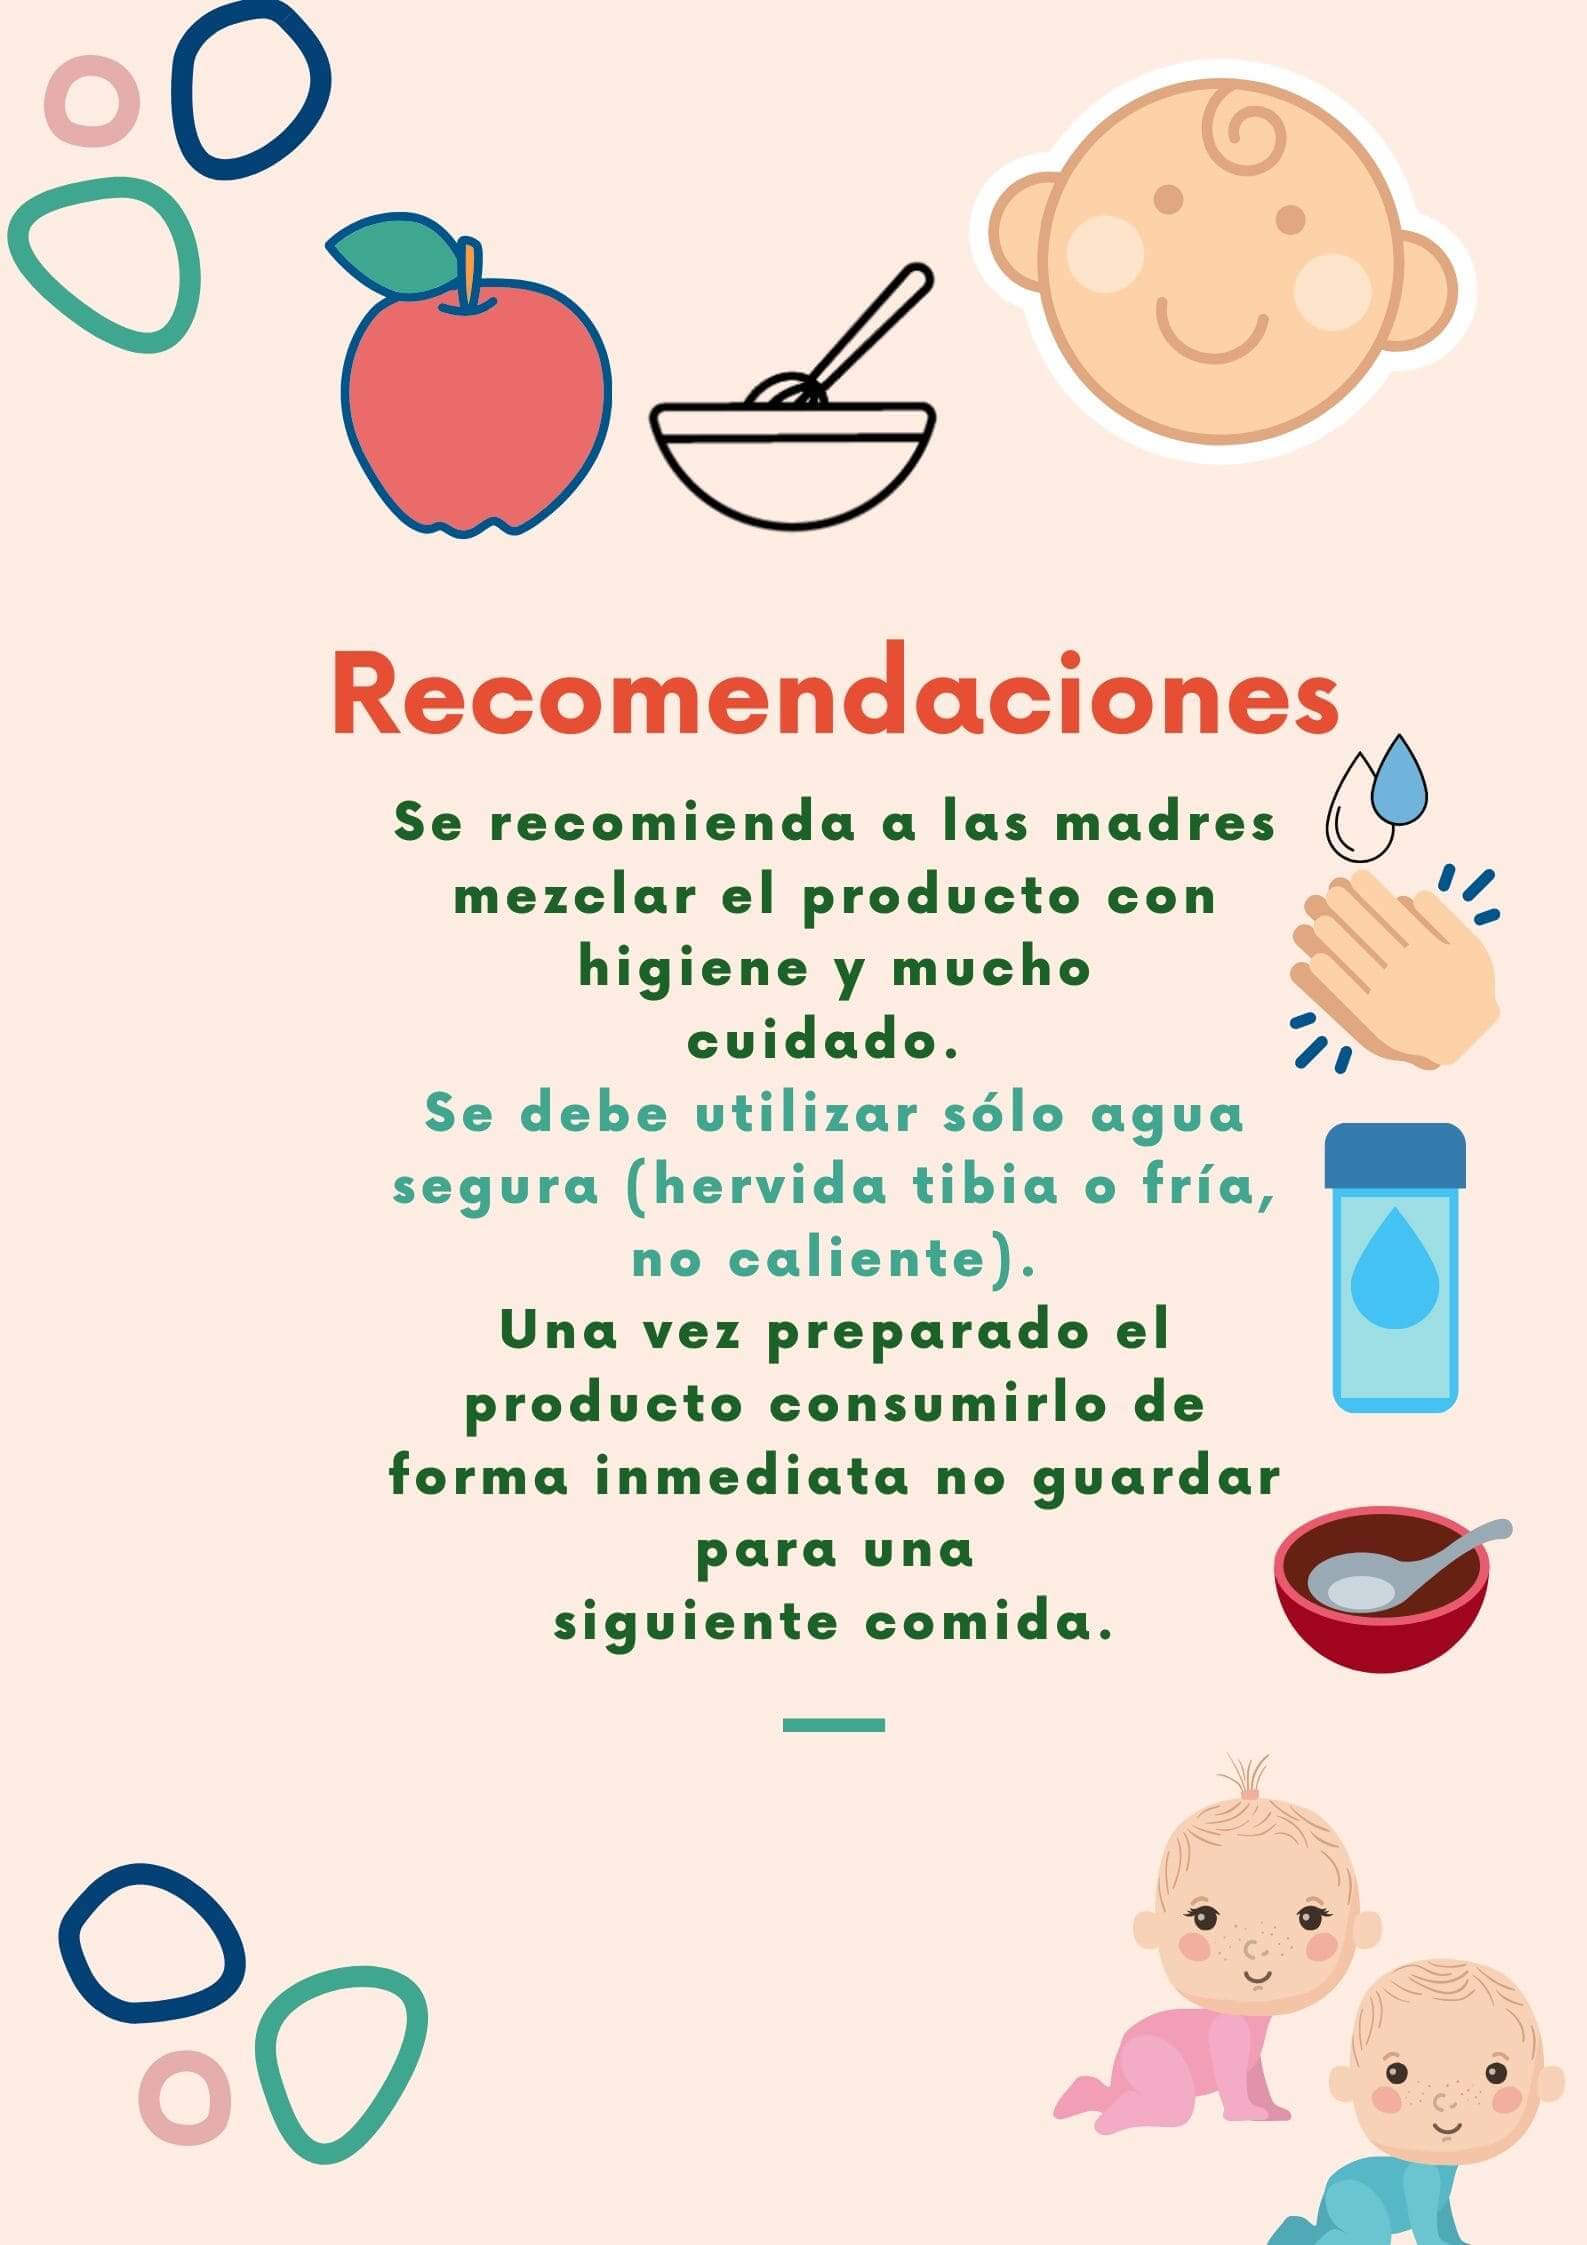 Recomendaciones
Se recomienda a las madres
mezclar el producto con
higiene y mucho
cuidado.
Se debe utilizar sólo agua
segura (hervida tibia o fría,
no caliente).
Una vez preparado el
producto consumirlo de
forma inmediata no guardar
para una
siguiente comida.